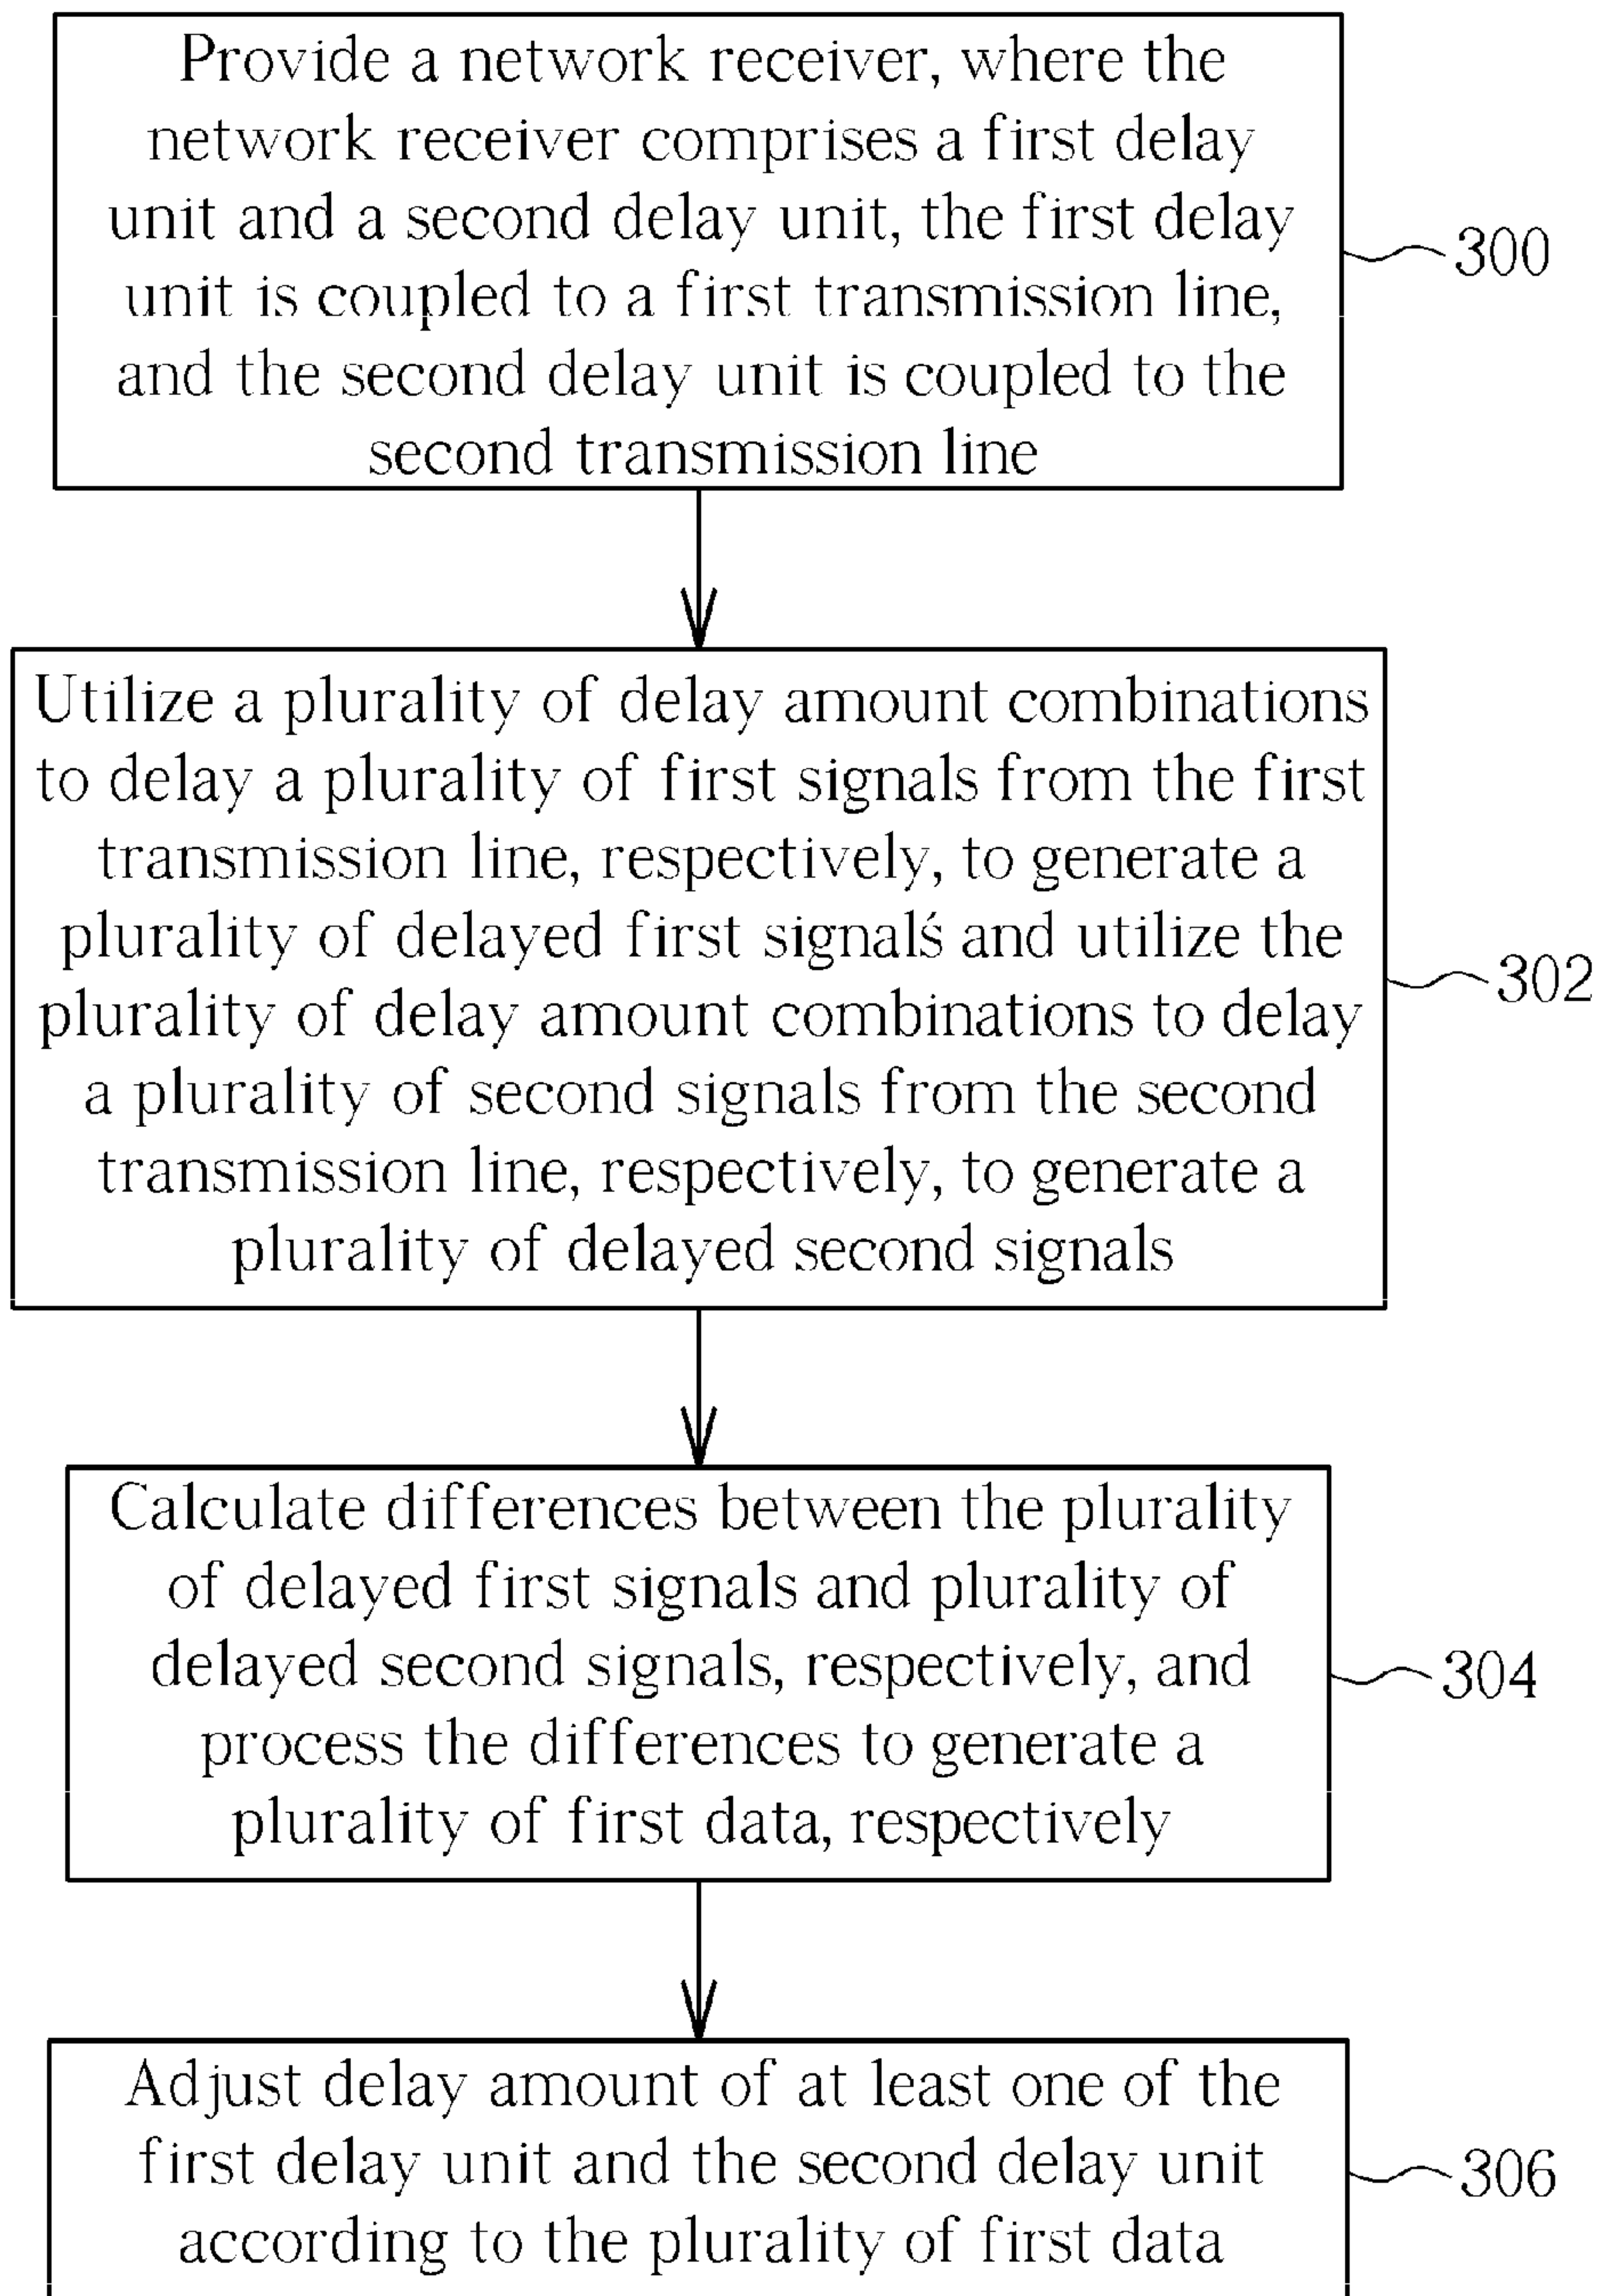 Provide a network receiver, where the
network receiver comprises a first delay
unit and a second delay unit, the first delay
unit is coupled to a first transmission line,
and the second delay unit is coupled to the
second transmission line
300
Utilize a plurality of delay amount combinations
to delay a plurality of first signals from the first
transmission line, respectively, to generate a
plurality of delayed first signals' and utilize the
plurality of delay amount combinations to delay
a plurality of second signals from the second
transmission line, respectively, to generate a
plurality of delayed second signals
302
Calculate differences between the plurality
of delayed first signals and plurality of
delayed second signals, respectively, and
process the differences to generate a
plurality of first data, respectively
304
Adjust delay amount of at least one of the
first delay unit and the second delay unit
according to the plurality of first data
306